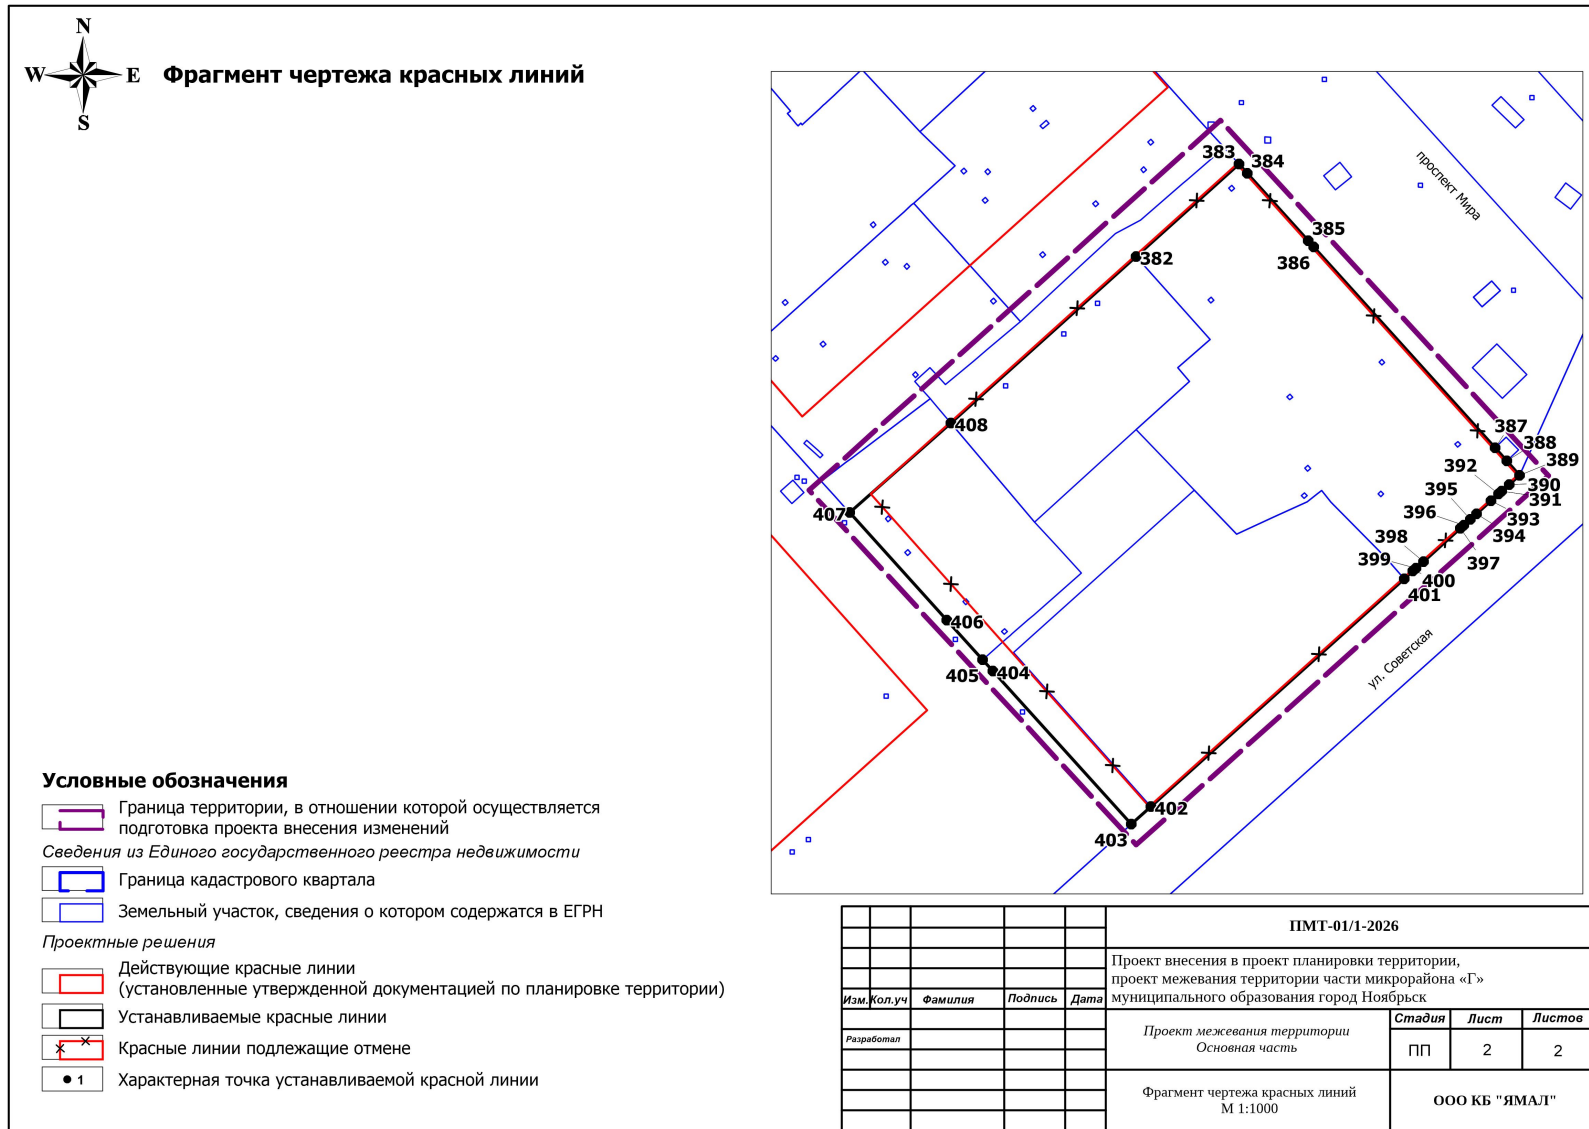 N
W
E
S
Фрагмент чертежа красных линий
383
384
385
386
382
проспект Мира
387
388
389
392
390
391
395
393
396
394
398
397
399
400
401
408
407
406
405
404
402
403
ул. Советская
Условные обозначения
Граница территории, в отношении которой осуществляется
подготовка проекта внесения изменений
Сведения из Единого государственного реестра недвижимости
Граница кадастрового квартала
Земельный участок, сведения о котором содержатся в ЕГРН
Проектные решения
Действующие красные линии
(установленные утвержденной документацией по планировке территории)
Устанавливаемые красные линии
Красные линии подлежащие отмене
1
Характерная точка устанавливаемой красной линии
ПМТ-01/1-2026
Проект внесения в проект планировки территории,
проект межевания территории части микрорайона «Г»
муниципального образования город Ноябрьск
Изм. Кол.уч Фамилия Подпись Дата
Разработал
Проект межевания территории
Основная часть
Стадия Лист Листов
ПП 2 2
Фрагмент чертежа красных линий
М 1:1000
ООО КБ "ЯМАЛ"